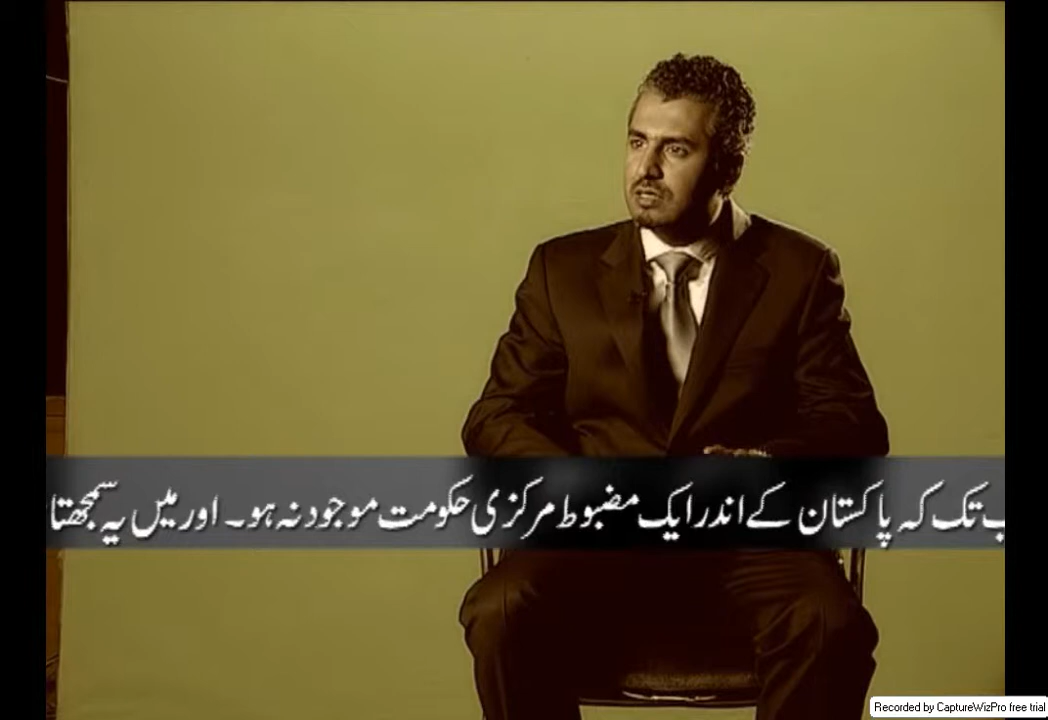 تک کہ پاکستان کے اندر ایک مضبوط مرکزی حکومت موجود نہ ہو۔ اور میں یہ سمجھتا
Recorded by CaptureWizPro free trial